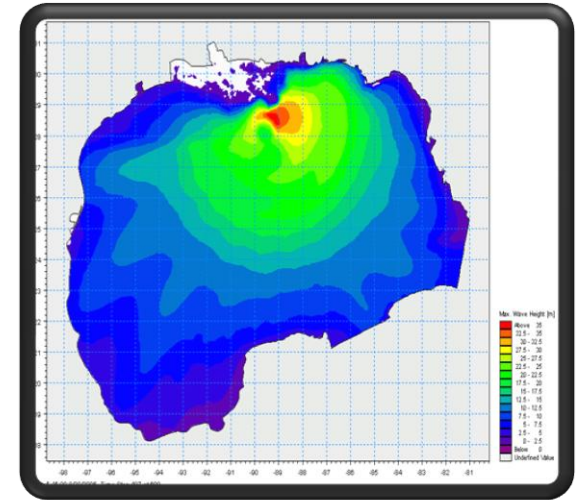 Max. Wave Height [m]
Above 35
32.5 - 35
30 - 32.5
27.5 - 30
25 - 27.5
22.5 - 25
20 - 22.5
17.5 - 20
15 - 17.5
12.5 - 15
10 - 12.5
7.5 - 10
5 - 7.5
2.5 - 5
0 - 2.5
Below 0
Undefined Value
-98 -97 -95 -94 -93 -92 -91 -90 -89 -88 -87 -86 -85 -84 -83 -82 -81